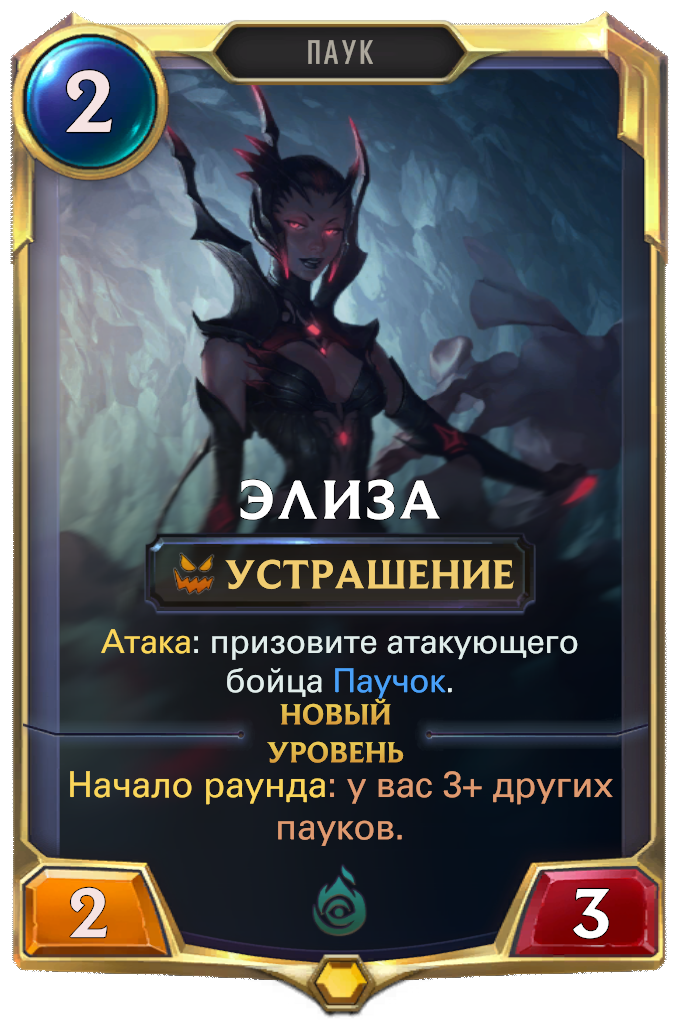 ПАУК
2
ЭЛИЗА
УСТРАШЕНИЕ
Атака: призовите атакующего
бойца Паучок.
НОВЫЙ
УРОВЕНЬ
Начало раунда: у вас 3+ других
пауков.
2
3